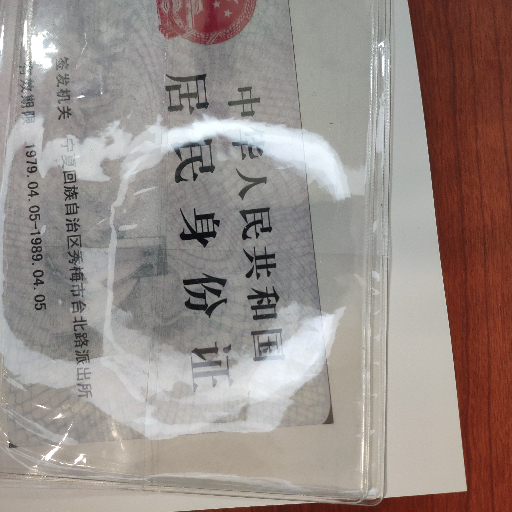 中华人民共和国
居民身份证
签发机关 宁夏回族自治区秀梅市台北路派出所
有效期限 1979.04.05-1989.04.05